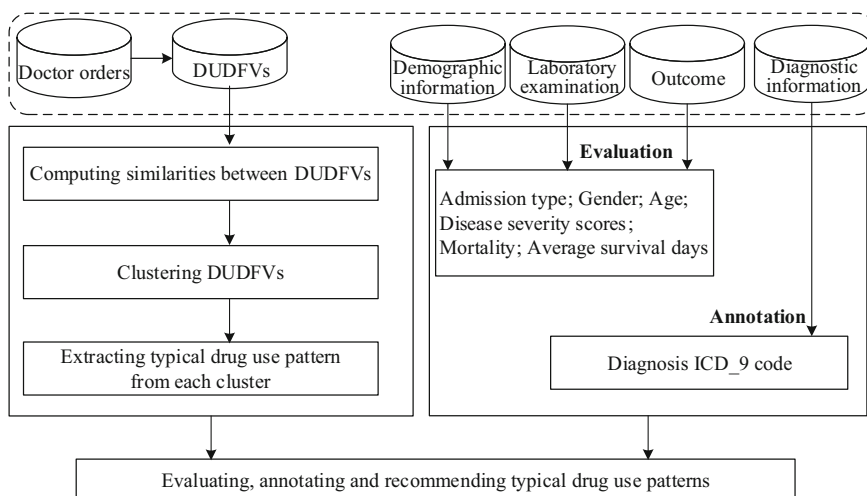 Doctor orders
DUDFVs
Demographic
information
Laboratory
examination
Outcome
Diagnostic
information
Computing similarities between DUDFVs
Clustering DUDFVs
Extracting typical drug use pattern
from each cluster
Evaluation
Admission type; Gender; Age;
Disease severity scores;
Mortality; Average survival days
Annotation
Diagnosis ICD_9 code
Evaluating, annotating and recommending typical drug use patterns